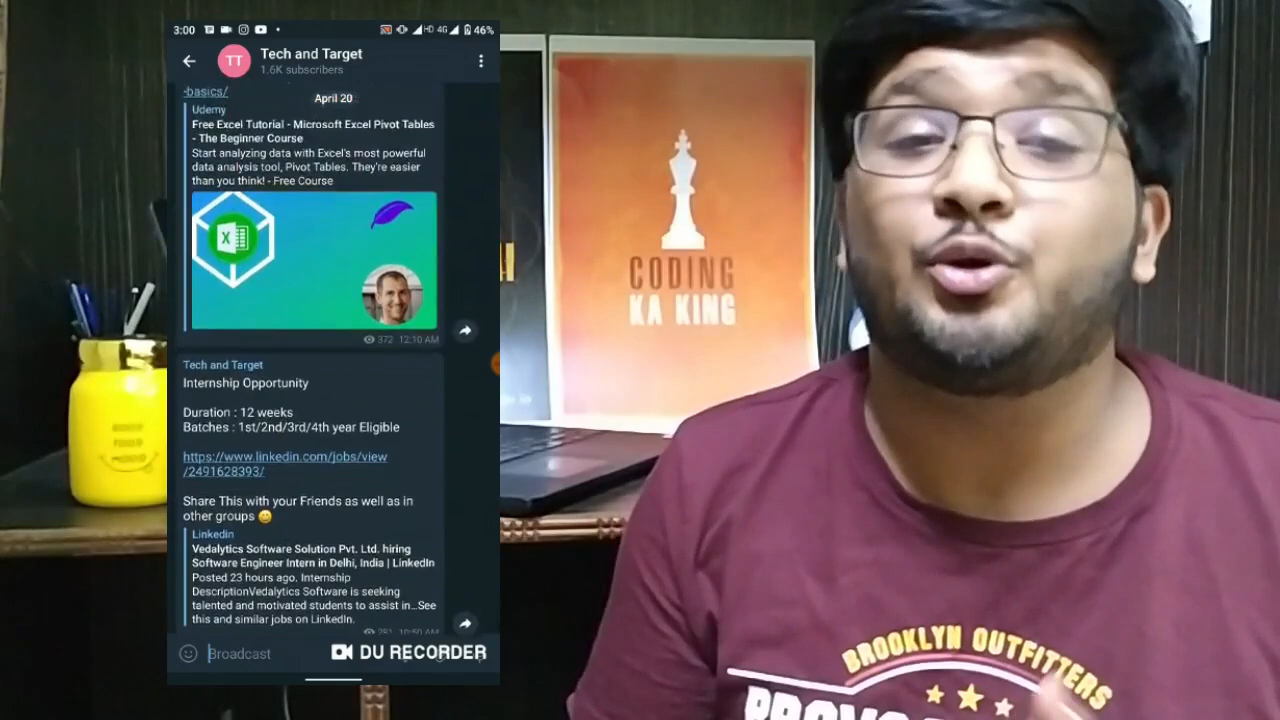 3:00
HD 4G 46%
TT
Tech and Target
1.6K subscribers
-basics/
April 20
Udemy
Free Excel Tutorial - Microsoft Excel Pivot Tables
- The Beginner Course
Start analyzing data with Excel's most powerful
data analysis tool, Pivot Tables. They're easier
than you think! - Free Course
X
372 12:10 AM
Tech and Target
Internship Opportunity
Duration : 12 weeks
Batches : 1st/2nd/3rd/4th year Eligible
https://www.linkedin.com/jobs/view
/2491628393/
Share This with your Friends as well as in
other groups 😄
Linkedin
Vedalytics Software Solution Pvt. Ltd. hiring
Software Engineer Intern in Delhi, India | LinkedIn
Posted 23 hours ago. Internship
DescriptionVedalytics Software is seeking
talented and motivated students to assist in…See
this and similar jobs on LinkedIn.
Broadcast
DU RECORDER
CODING
KA KING
BROOKLYN OUTFITTERS